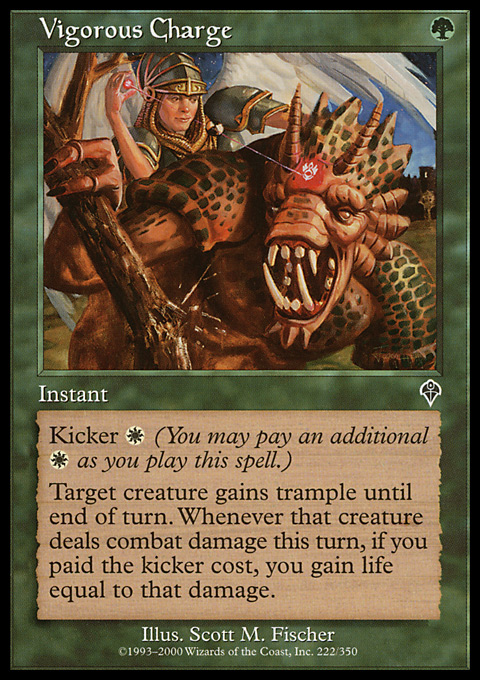 Vigorous Charge
Instant
Kicker (You may pay an additional
as you play this spell.)
Target creature gains trample until
end of turn. Whenever that creature
deals combat damage this turn, if you
paid the kicker cost, you gain life
equal to that damage.
Illus. Scott M. Fischer
©1993–2000 Wizards of the Coast, Inc. 222/350